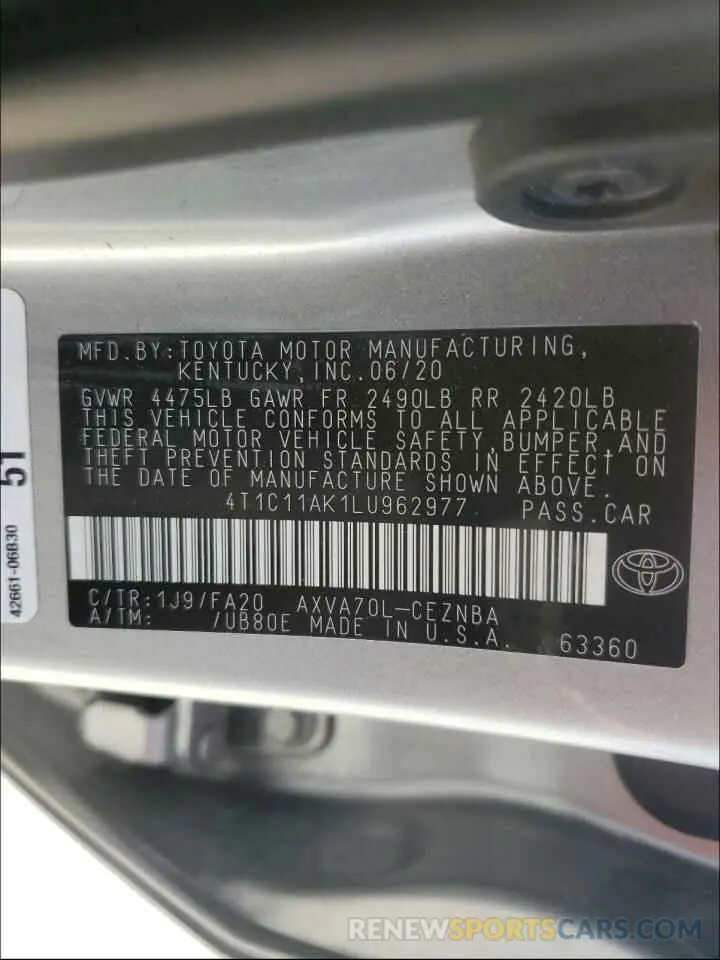 MFD.BY:TOYOTA MOTOR MANUFACTURING,
KENTUCKY,INC.06/20
GVWR 4475LB GAWR FR 2490LB RR 2420LB
THIS VEHICLE CONFORMS TO ALL APPLICABLE
FEDERAL MOTOR VEHICLE SAFETY,BUMPER,AND
THEFT PREVENTION STANDARDS IN EFFECT ON
THE DATE OF MANUFACTURE SHOWN ABOVE.
4T1C11AK1LU962977 PASS.CAR
C/TR:1J9/FA20 AXVA70L-CEZNBA
A/TM: /UB80E MADE IN U.S.A. 63360
51
42661-06B30
RENEWSPORTSCARS.COM